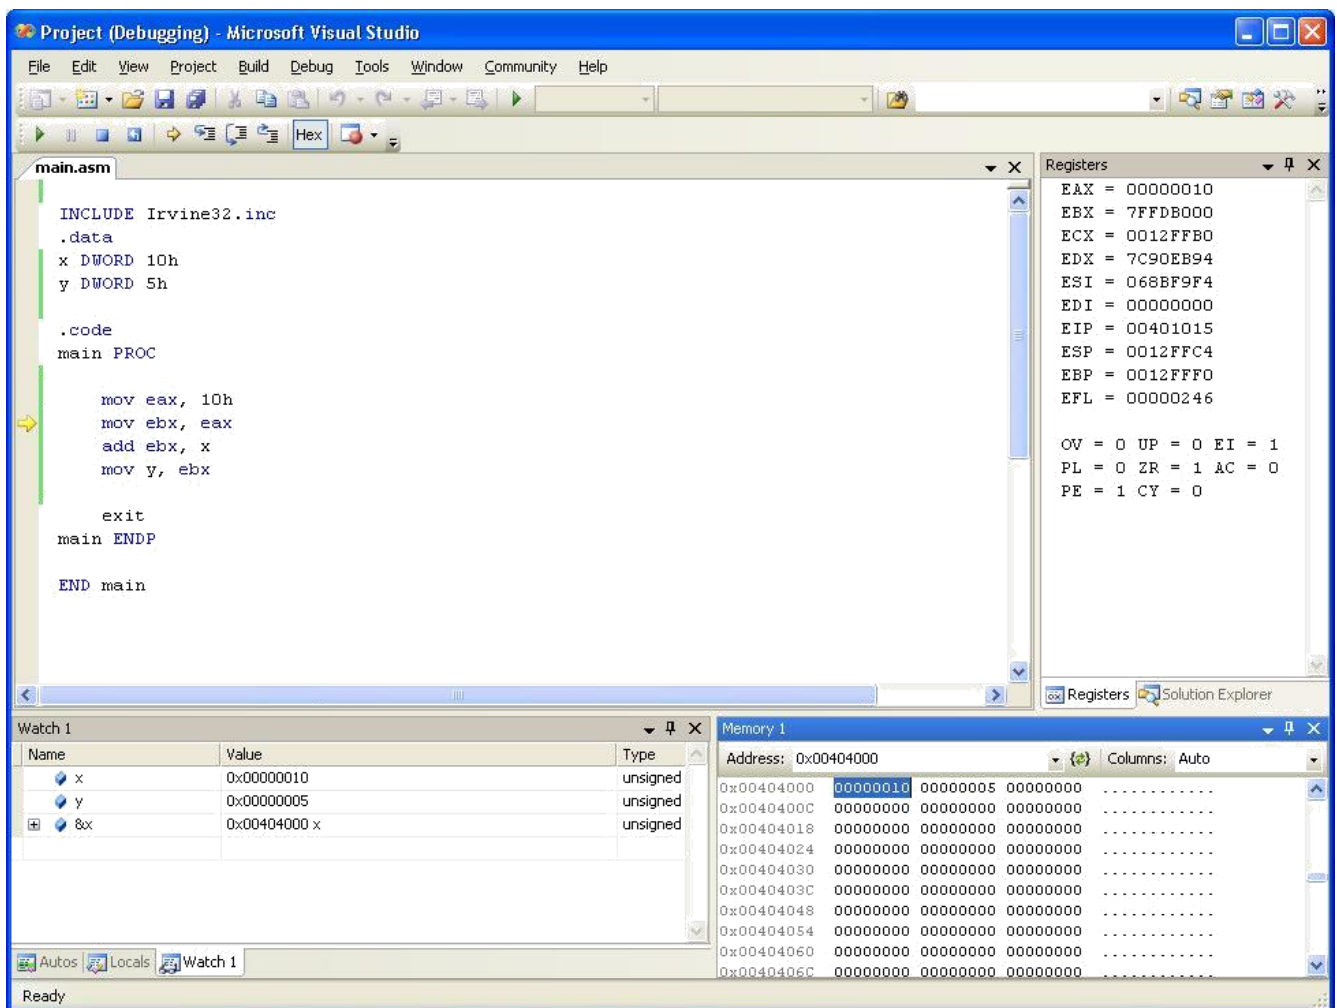 Project (Debugging) - Microsoft Visual Studio
File Edit View Project Build Debug Tools Window Community Help
Hex
main.asm
INCLUDE Irvine32.inc
.data
x DWORD 10h
y DWORD 5h
.code
main PROC
mov eax, 10h
mov ebx, eax
add ebx, x
mov y, ebx
exit
main ENDP
END main
Registers
EAX = 00000010
EBX = 7FFDB000
ECX = 0012FFB0
EDX = 7C90EB94
ESI = 068BF9F4
EDI = 00000000
EIP = 00401015
ESP = 0012FFC4
EBP = 0012FFF0
EFL = 00000246
OV = 0 UP = 0 EI = 1
PL = 0 ZR = 1 AC = 0
PE = 1 CY = 0
Registers Solution Explorer
Watch 1
Name Value Type
x 0x00000010 unsigned
y 0x00000005 unsigned
&x 0x00404000 x unsigned
Autos Locals Watch 1
Memory 1
Address: 0x00404000 Columns: Auto
0x00404000 00000010 00000005 00000000 ............
0x0040400C 00000000 00000000 00000000 ............
0x00404018 00000000 00000000 00000000 ............
0x00404024 00000000 00000000 00000000 ............
0x00404030 00000000 00000000 00000000 ............
0x0040403C 00000000 00000000 00000000 ............
0x00404048 00000000 00000000 00000000 ............
0x00404054 00000000 00000000 00000000 ............
0x00404060 00000000 00000000 00000000 ............
0x0040406C 00000000 00000000 00000000 ............
Ready